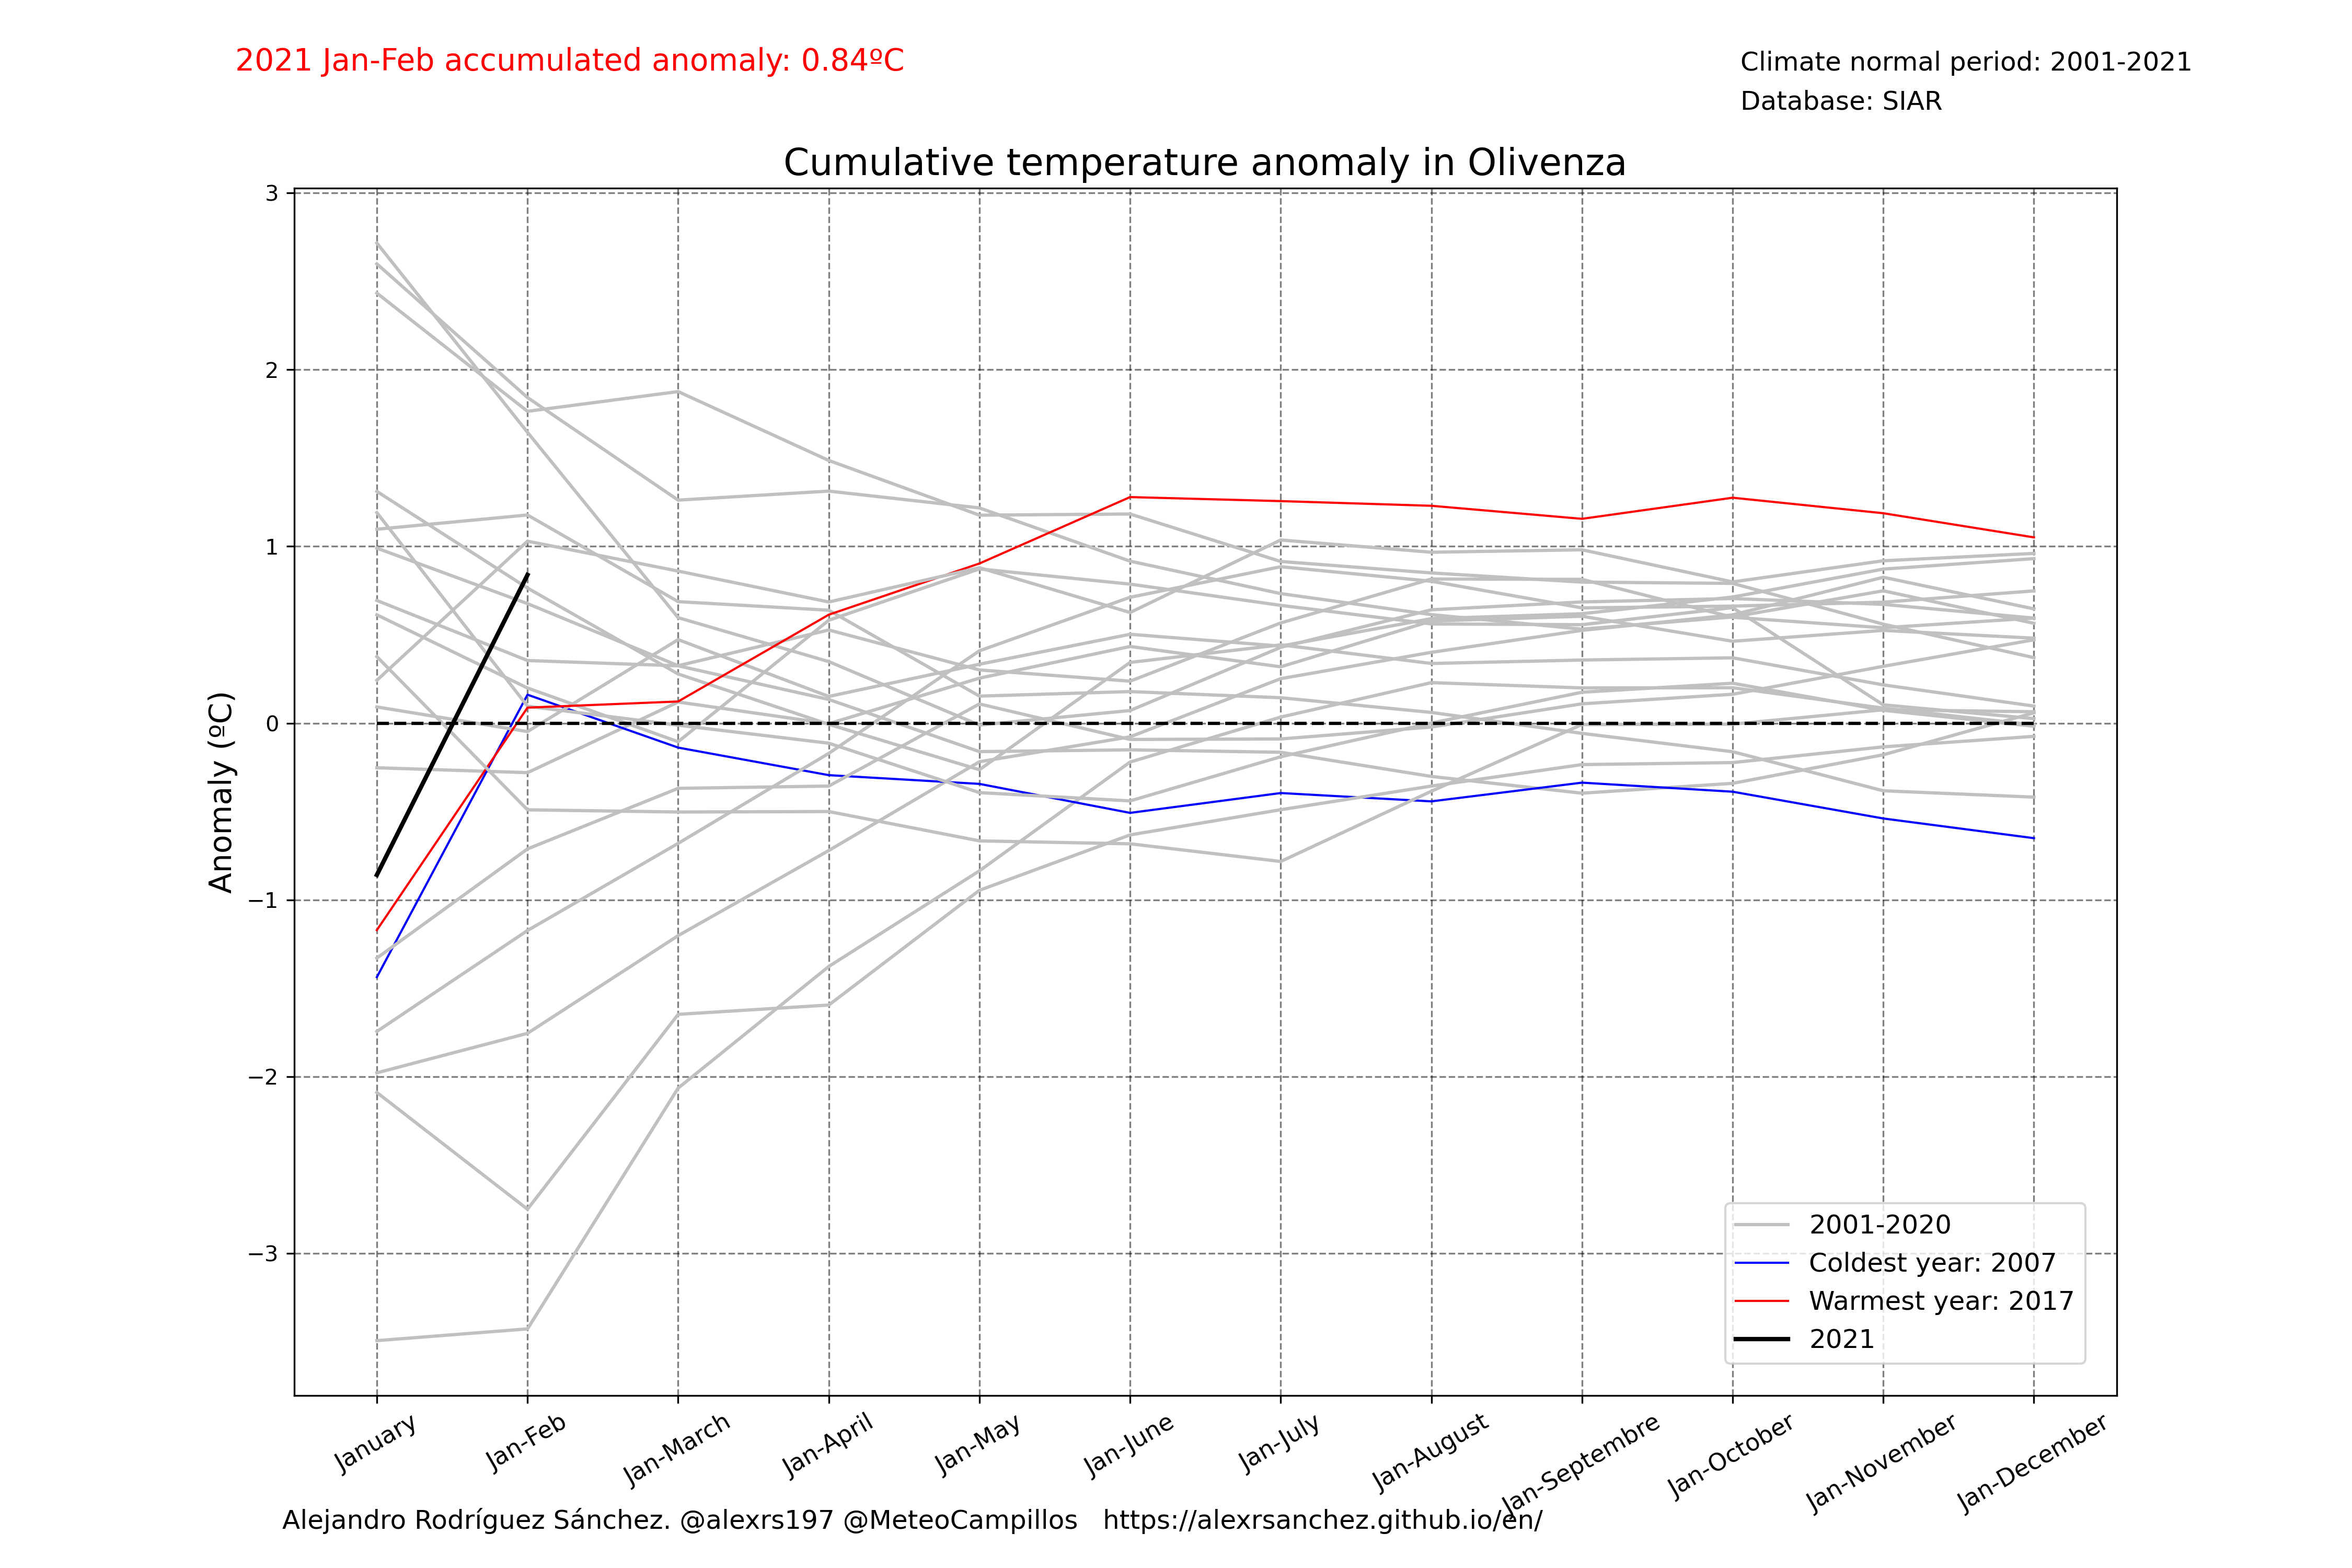 2021 Jan-Feb accumulated anomaly: 0.84ºC
Climate normal period: 2001-2021
Database: SIAR
Cumulative temperature anomaly in Olivenza
Anomaly (ºC)
3
2
1
0
−1
−2
−3
January
Jan-Feb
Jan-March
Jan-April
Jan-May
Jan-June
Jan-July
Jan-August
Jan-Septembre
Jan-October
Jan-November
Jan-December
2001-2020
Coldest year: 2007
Warmest year: 2017
2021
Alejandro Rodríguez Sánchez. @alexrs197 @MeteoCampillos https://alexrsanchez.github.io/en/